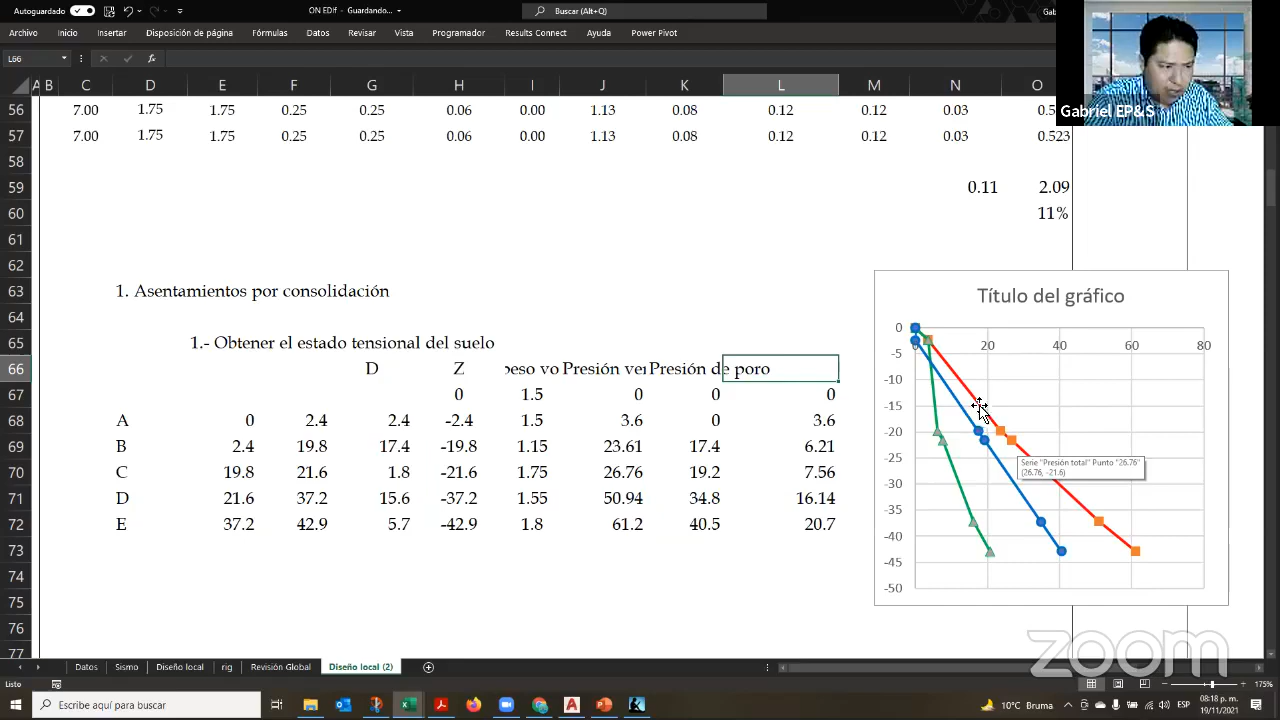 Autoguardado
ON EDIf - Guardando...
Buscar (Alt+Q)
Gab
Archivo Inicio Insertar Disposición de página Fórmulas Datos Revisar Vista Programador Results Connect Ayuda Power Pivot
L66
fx
A B C D E F G H I J K L M N O
56 7.00 1.75 1.75 0.25 0.25 0.06 0.00 1.13 0.08 0.12 0.12 0.03 0.5
57 7.00 1.75 1.75 0.25 0.25 0.06 0.00 1.13 0.08 0.12 0.12 0.03 0.523
Gabriel EP&S
58
59 0.11 2.09
60 11%
61
62
63 1. Asentamientos por consolidación
64
65 1.- Obtener el estado tensional del suelo
66 D Z peso vo Presión ver Presión de poro
67 0 1.5 0 0 0
68 A 0 2.4 2.4 -2.4 1.5 3.6 0 3.6
69 B 2.4 19.8 17.4 -19.8 1.15 23.61 17.4 6.21
70 C 19.8 21.6 1.8 -21.6 1.75 26.76 19.2 7.56
71 D 21.6 37.2 15.6 -37.2 1.55 50.94 34.8 16.14
72 E 37.2 42.9 5.7 -42.9 1.8 61.2 40.5 20.7
73
74
75
76
77
Título del gráfico
0
0 20 40 60 80
-5
-10
-15
-20
-25
-30
-35
-40
-45
-50
Serie "Presión total" Punto "26.76"
(26.76, -21.6)
zoom
Datos Sismo Diseño local rig Revisión Global Diseño local (2)
Listo
175%
Escribe aquí para buscar
10°C Bruma
ESP
08:18 p. m.
19/11/2021